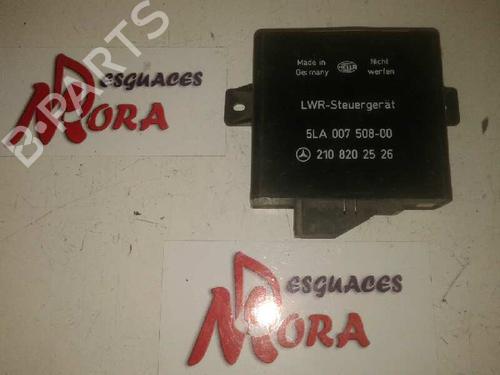 B-PARTS
DESGUACES
MORA
Made in Germany
HELLA
Nicht werfen
LWR-Steuergerät
5LA 007 508-00
210 820 25 26
DESGUACES
MORA